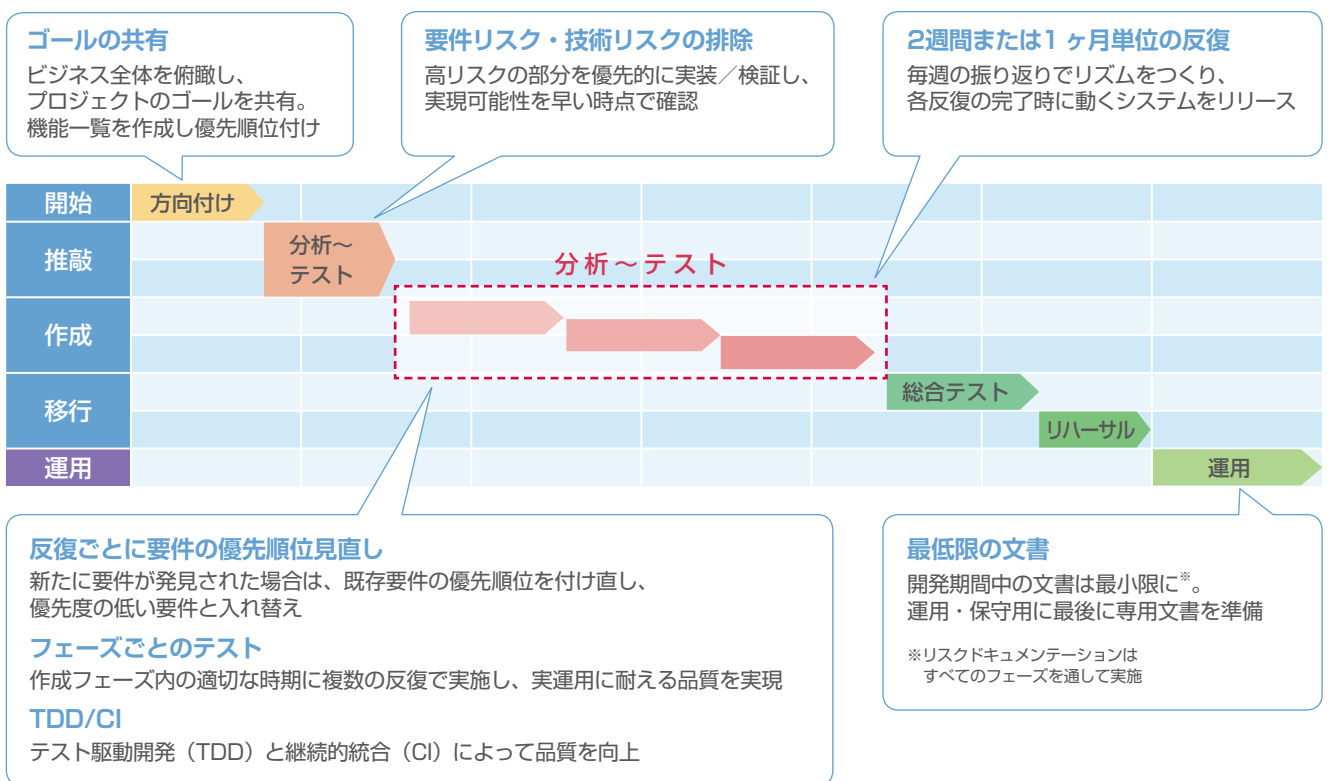 ゴールの共有
ビジネス全体を俯瞰し、
プロジェクトのゴールを共有。
機能一覧を作成し優先順位付け
要件リスク・技術リスクの排除
高リスクの部分を優先的に実装／検証し、
実現可能性を早い時点で確認
2週間または1ヶ月単位の反復
毎週の振り返りでリズムをつくり、
各反復の完了時に動くシステムをリリース
開始
方向付け
推敲
分析〜
テスト
分析〜テスト
作成
移行
総合テスト
リハーサル
運用
運用
反復ごとに要件の優先順位見直し
新たに要件が発見された場合は、既存要件の優先順位を付け直し、
優先度の低い要件と入れ替え
フェーズごとのテスト
作成フェーズ内の適切な時期に複数の反復で実施し、実運用に耐える品質を実現
TDD/CI
テスト駆動開発（TDD）と継続的統合（CI）によって品質を向上
最低限の文書
開発期間中の文書は最小限に※。
運用・保守用に最後に専用文書を準備
※リスクドキュメンテーションは
すべてのフェーズを通して実施